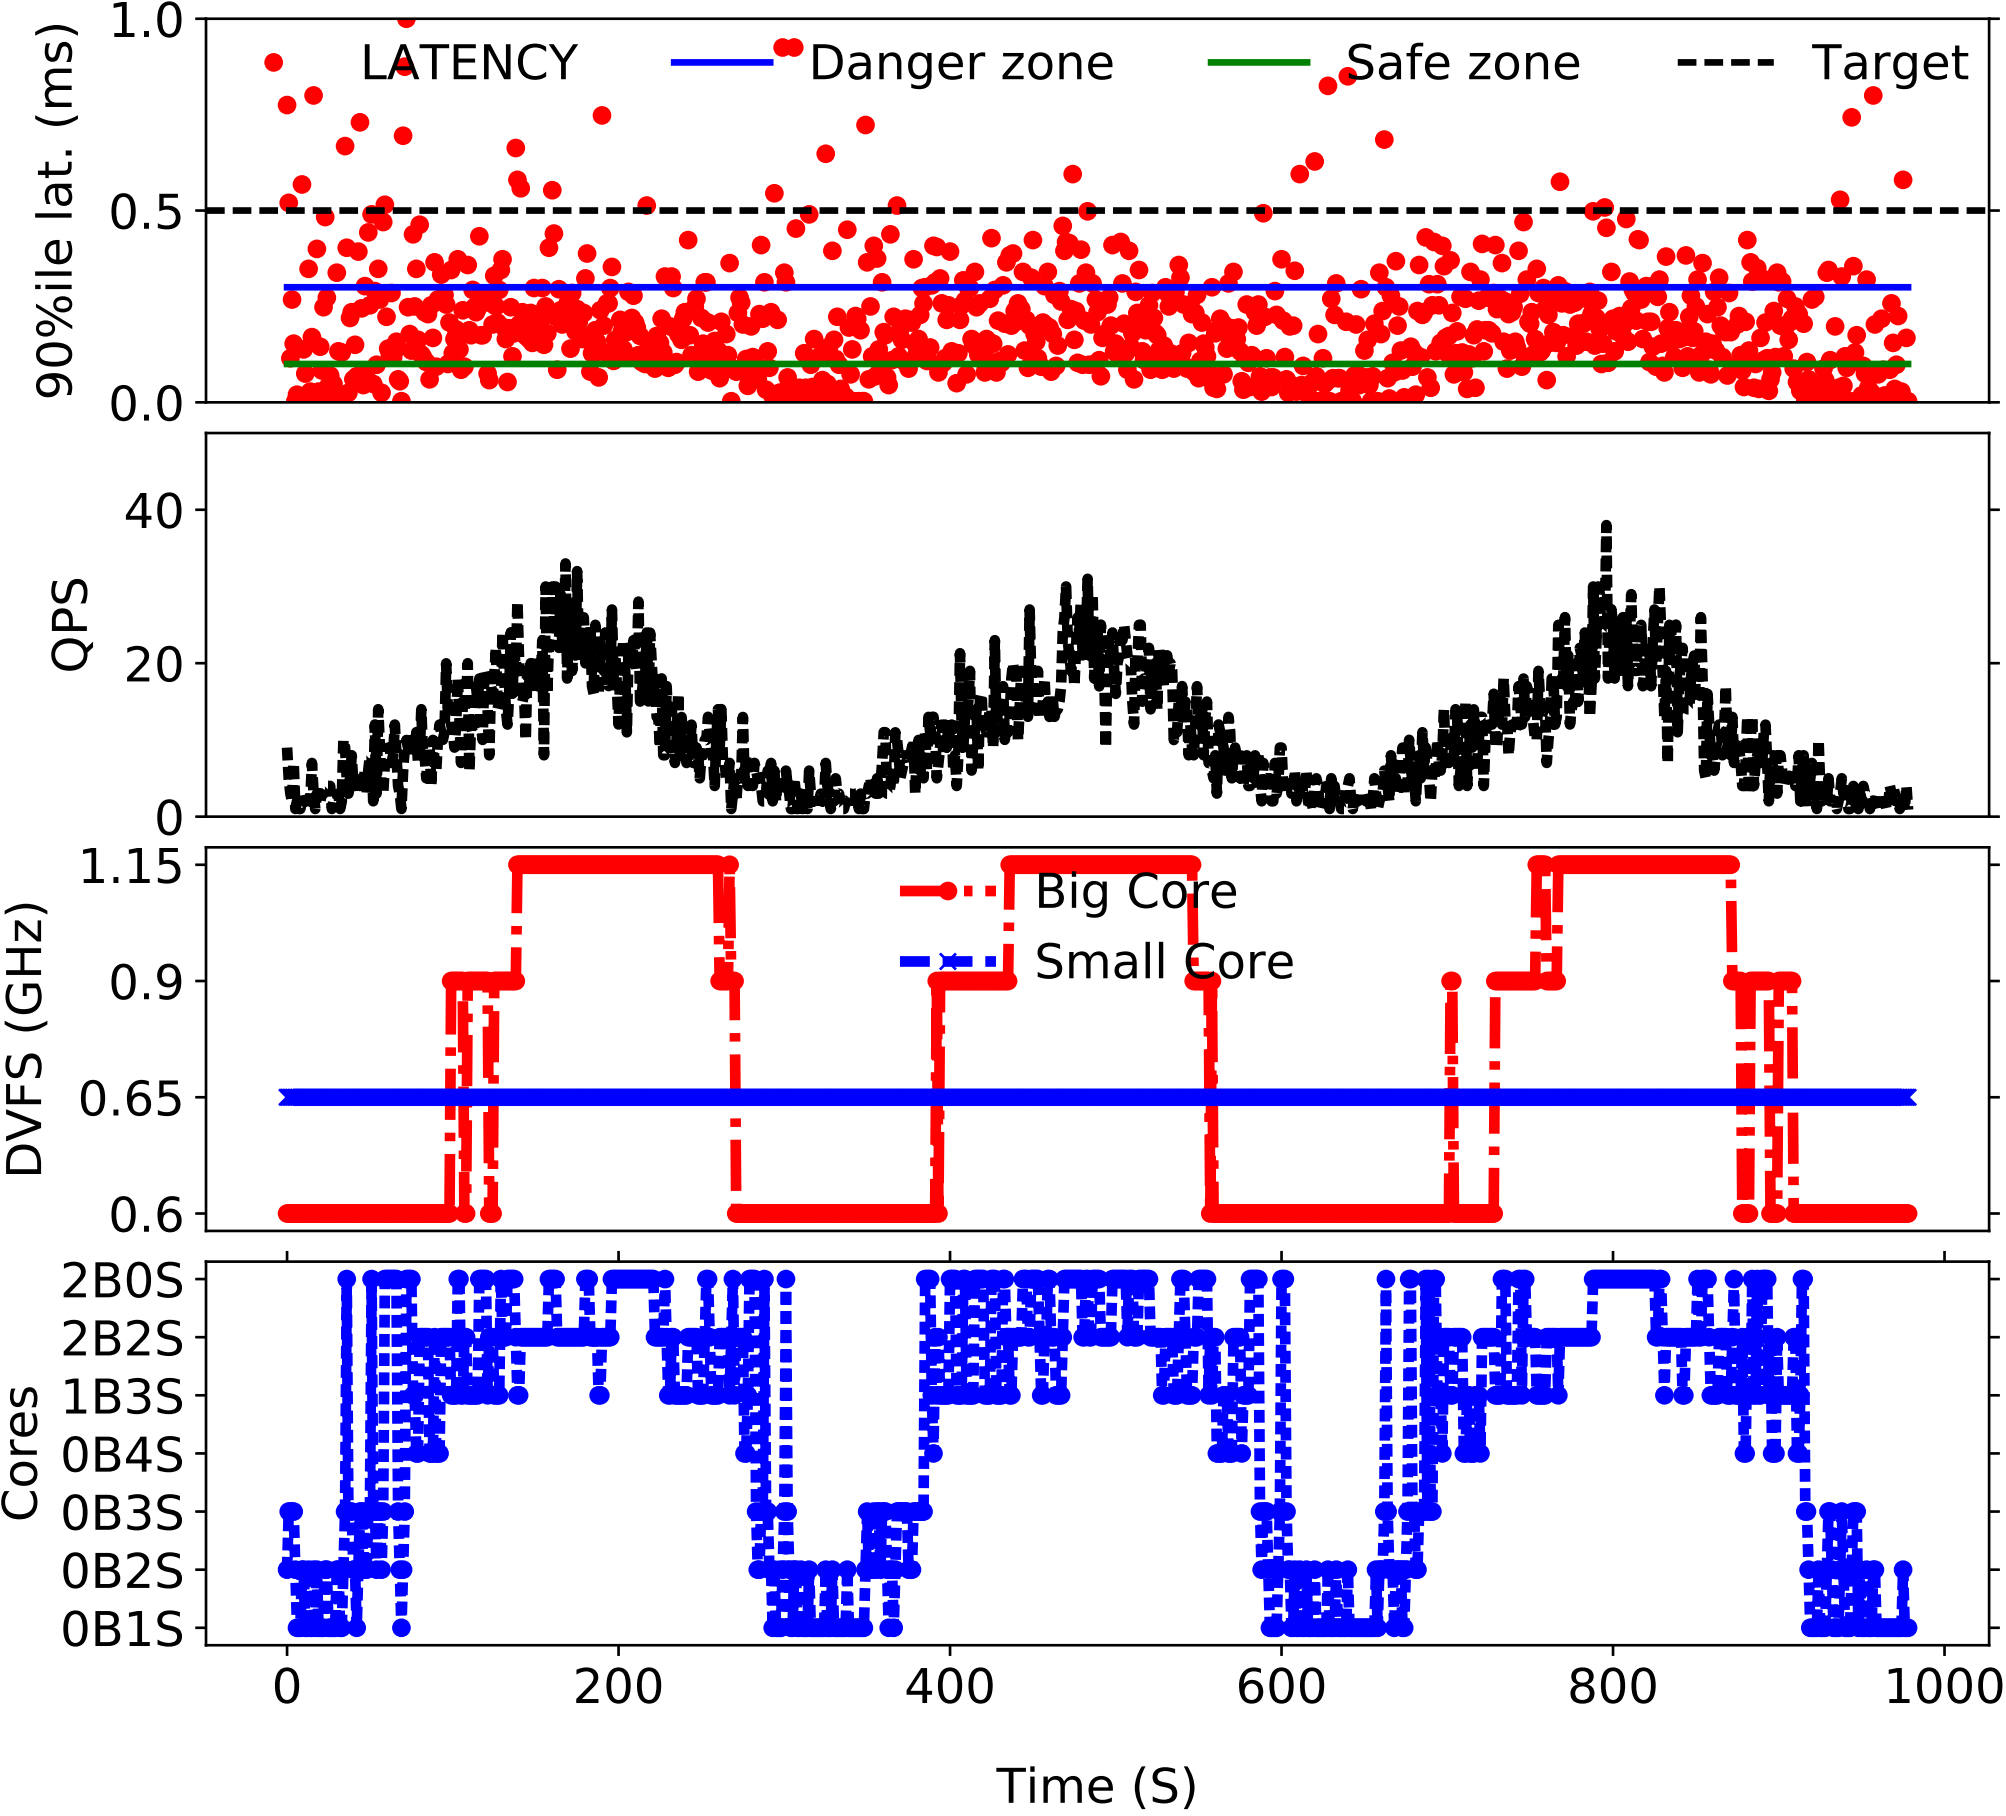 1.0
LATENCY Danger zone Safe zone Target
0.5
0.0
90%ile lat. (ms)
40
20
0
QPS
1.15
0.9
0.65
0.6
DVFS (GHz)
Big Core
Small Core
2B0S
2B2S
1B3S
0B4S
0B3S
0B2S
0B1S
Cores
0 200 400 600 800 1000
Time (S)